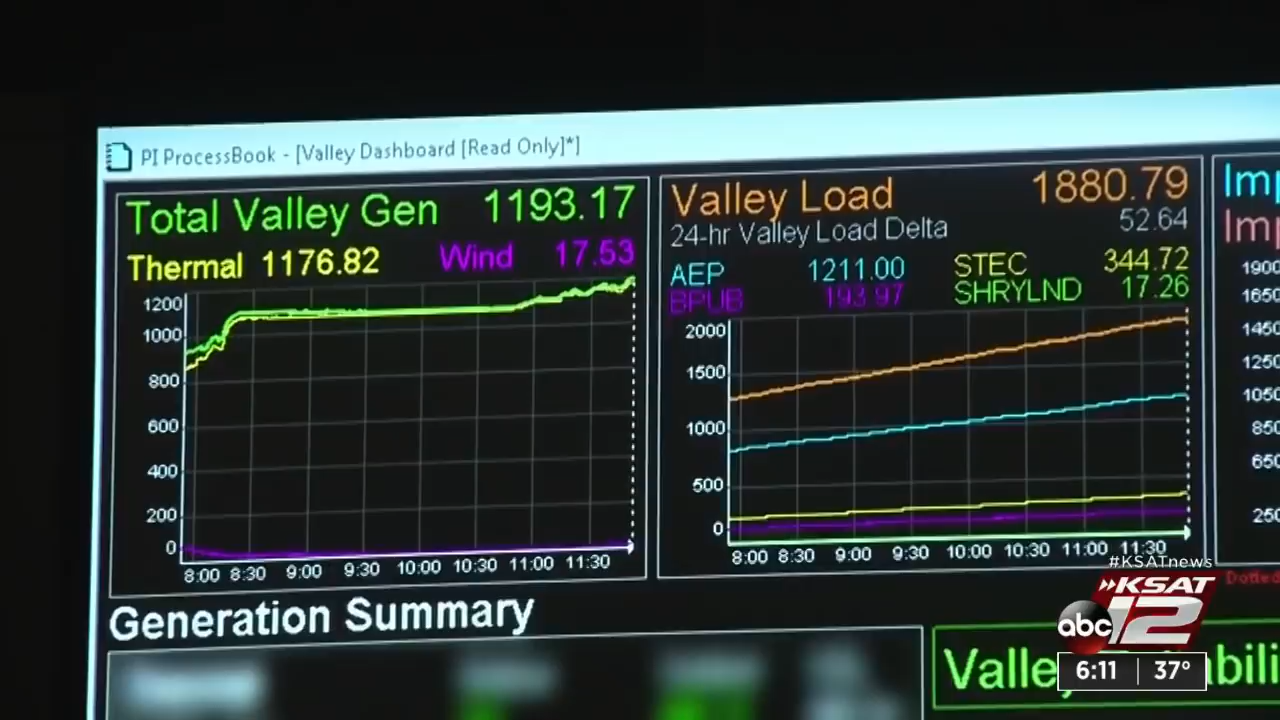 PI ProcessBook - [Valley Dashboard [Read Only]*]
Total Valley Gen 1193.17
Thermal 1176.82 Wind 17.53
1200
1000
800
600
400
200
0
8:00 8:30 9:00 9:30 10:00 10:30 11:00 11:30
Valley Load 1880.79
24-hr Valley Load Delta 52.64
AEP 1211.00 STEC 344.72
BPUB 193.97 SHRYLND 17.26
2000
1500
1000
500
0
8:00 8:30 9:00 9:30 10:00 10:30 11:00 11:30
Imp
Imp
1900
1650
1450
1250
1050
850
650
250
Dotted
Generation Summary
#KSATnews
KSAT
abc 12
6:11 37°